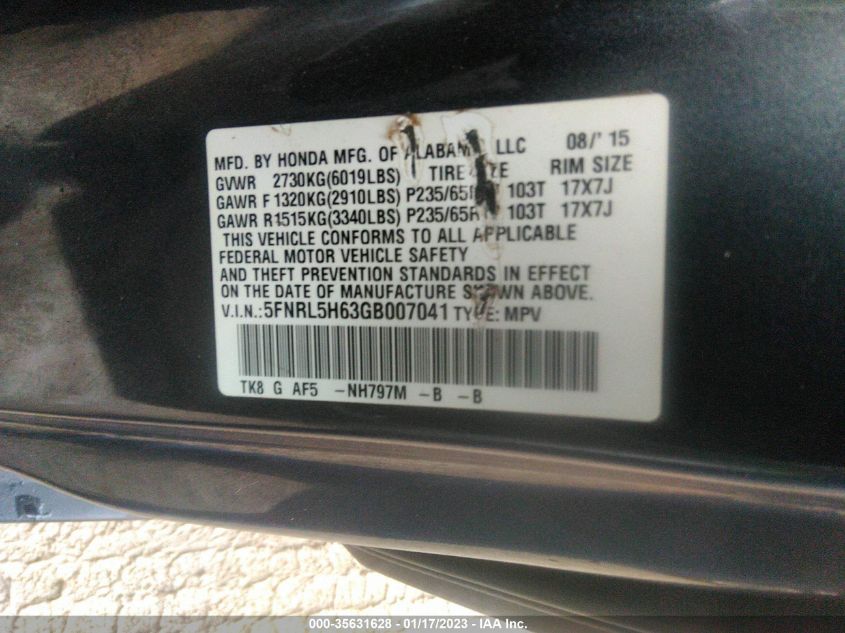 MFD. BY HONDA MFG. OF ALABAMA, LLC 08/'15
GVWR 2730KG(6019LBS) TIRE SIZE RIM SIZE
GAWR F1320KG(2910LBS) P235/65R 103T 17X7J
GAWR R1515KG(3340LBS) P235/65R 103T 17X7J
THIS VEHICLE CONFORMS TO ALL APPLICABLE
FEDERAL MOTOR VEHICLE SAFETY
AND THEFT PREVENTION STANDARDS IN EFFECT
ON THE DATE OF MANUFACTURE SHOWN ABOVE.
V.I.N.:5FNRL5H63GB007041 TYPE: MPV
TK8 G AF5 -NH797M -B -B
000-35631628 - 01/17/2023 - IAA Inc.